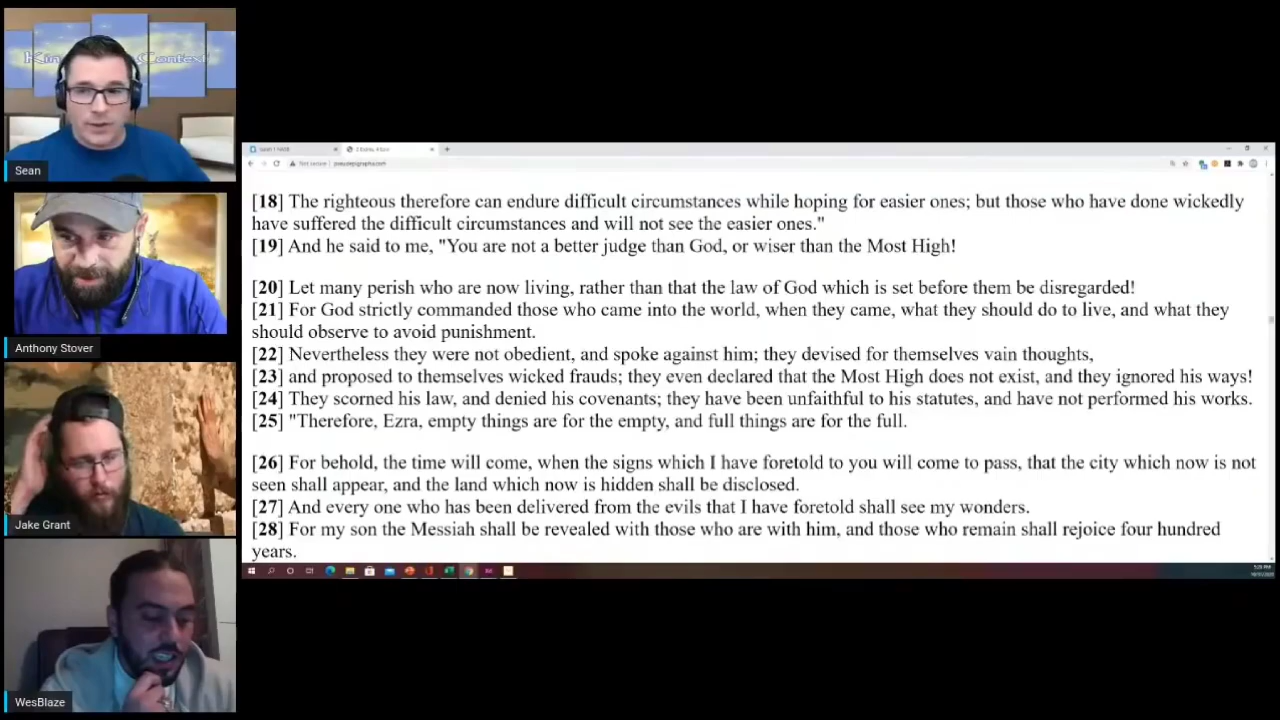 Kin Context
Sean
Anthony Stover
Jake Grant
WesBlaze
2 Esdras, 4 Ezra
Not secure | pseudepigrapha.com
[18] The righteous therefore can endure difficult circumstances while hoping for easier ones; but those who have done wickedly
have suffered the difficult circumstances and will not see the easier ones."
[19] And he said to me, "You are not a better judge than God, or wiser than the Most High!
[20] Let many perish who are now living, rather than that the law of God which is set before them be disregarded!
[21] For God strictly commanded those who came into the world, when they came, what they should do to live, and what they
should observe to avoid punishment.
[22] Nevertheless they were not obedient, and spoke against him; they devised for themselves vain thoughts,
[23] and proposed to themselves wicked frauds; they even declared that the Most High does not exist, and they ignored his ways!
[24] They scorned his law, and denied his covenants; they have been unfaithful to his statutes, and have not performed his works.
[25] "Therefore, Ezra, empty things are for the empty, and full things are for the full.
[26] For behold, the time will come, when the signs which I have foretold to you will come to pass, that the city which now is not
seen shall appear, and the land which now is hidden shall be disclosed.
[27] And every one who has been delivered from the evils that I have foretold shall see my wonders.
[28] For my son the Messiah shall be revealed with those who are with him, and those who remain shall rejoice four hundred
years.